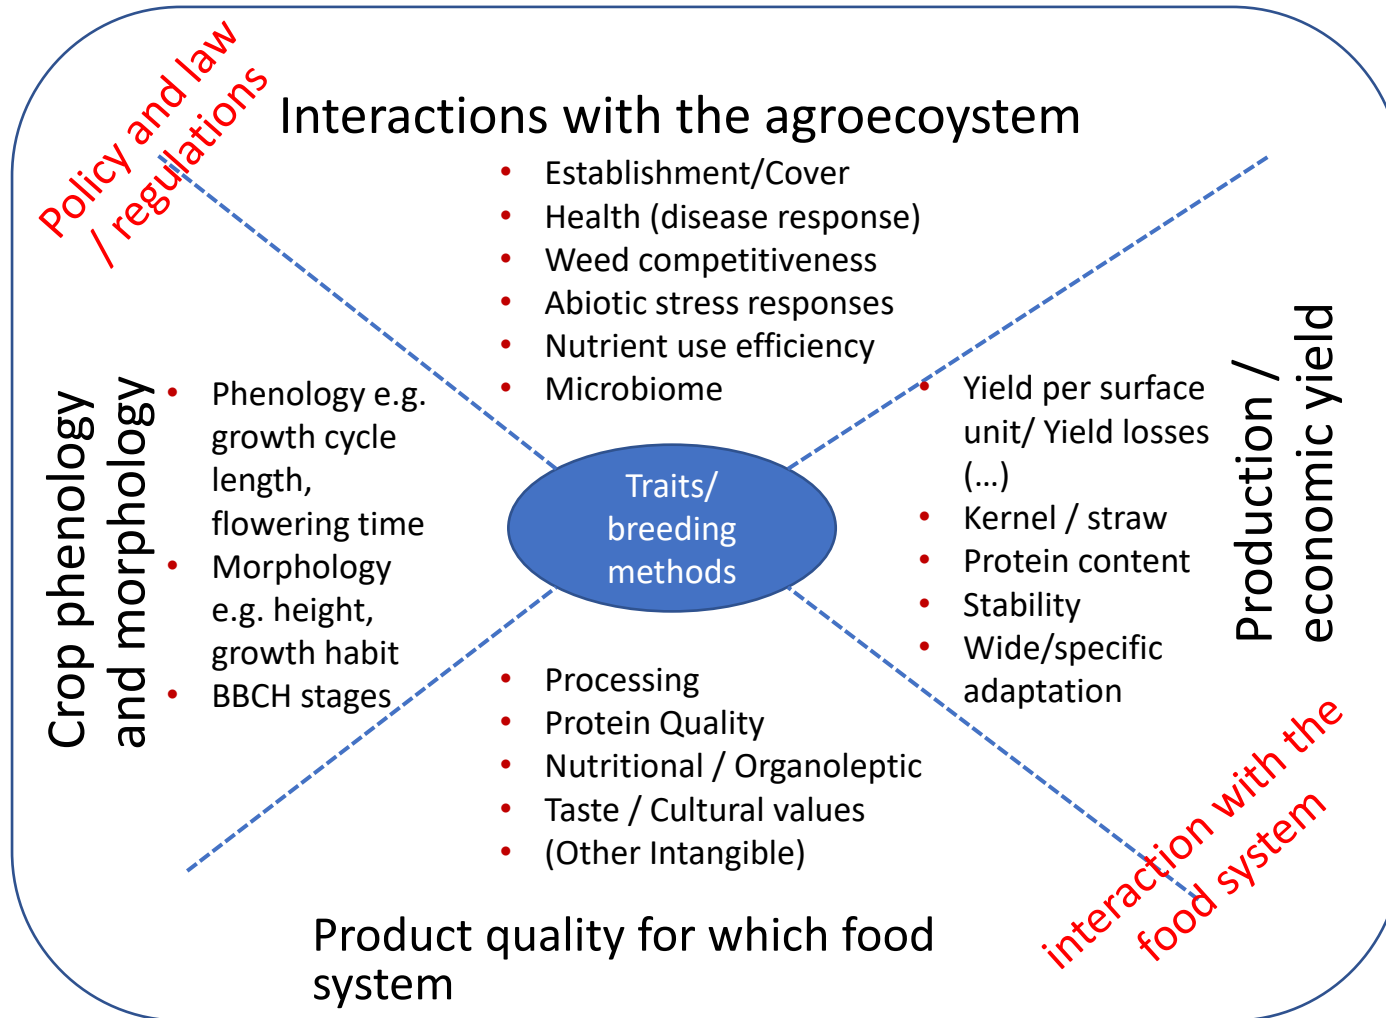 Policy and law
/ regulations
Interactions with the agroecoystem
• Establishment/Cover
• Health (disease response)
• Weed competitiveness
• Abiotic stress responses
• Nutrient use efficiency
• Microbiome
Crop phenology
and morphology
• Phenology e.g.
growth cycle
length,
flowering time
• Morphology
e.g. height,
growth habit
• BBCH stages
Traits/
breeding
methods
• Yield per surface
unit/ Yield losses
(...)
• Kernel / straw
• Protein content
• Stability
• Wide/specific
adaptation
Production /
economic yield
• Processing
• Protein Quality
• Nutritional / Organoleptic
• Taste / Cultural values
• (Other Intangible)
Product quality for which food
system
interaction with the
food system